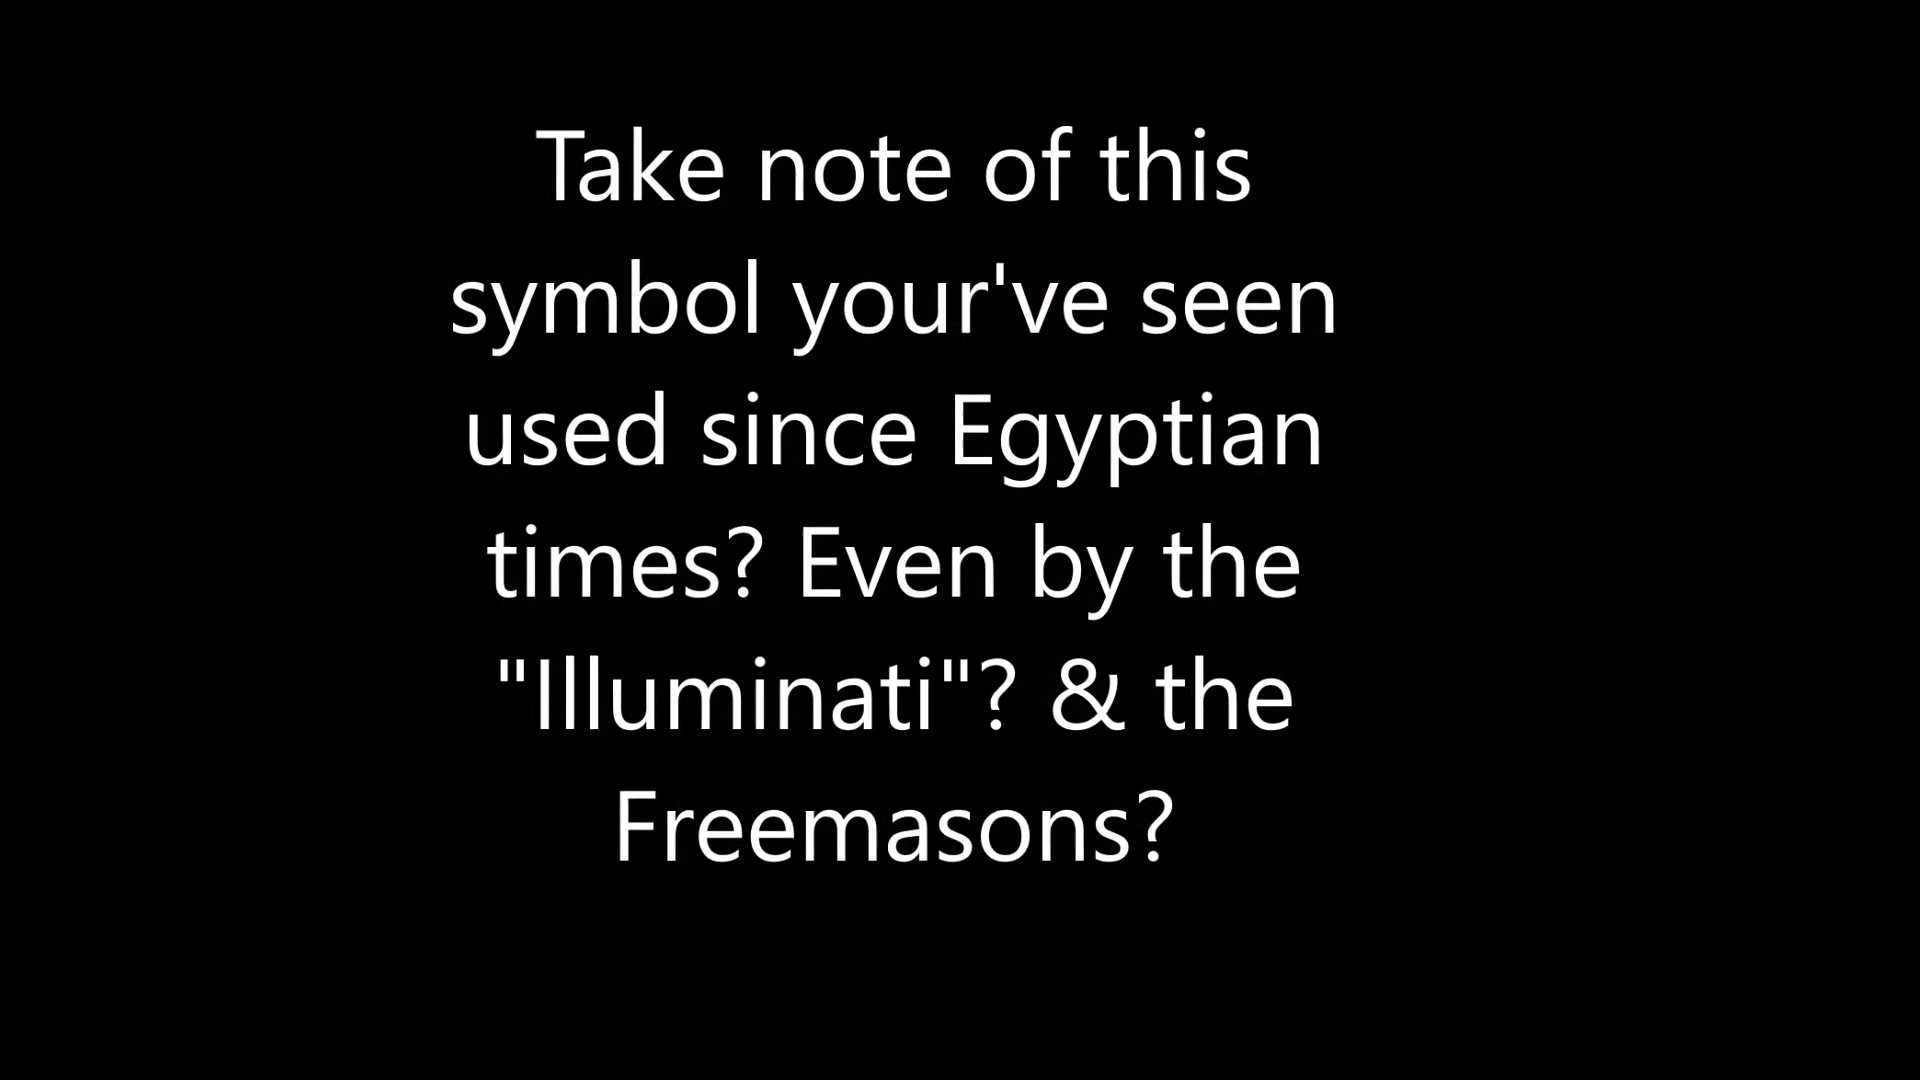 Take note of this
symbol your've seen
used since Egyptian
times? Even by the
"Illuminati"? & the
Freemasons?